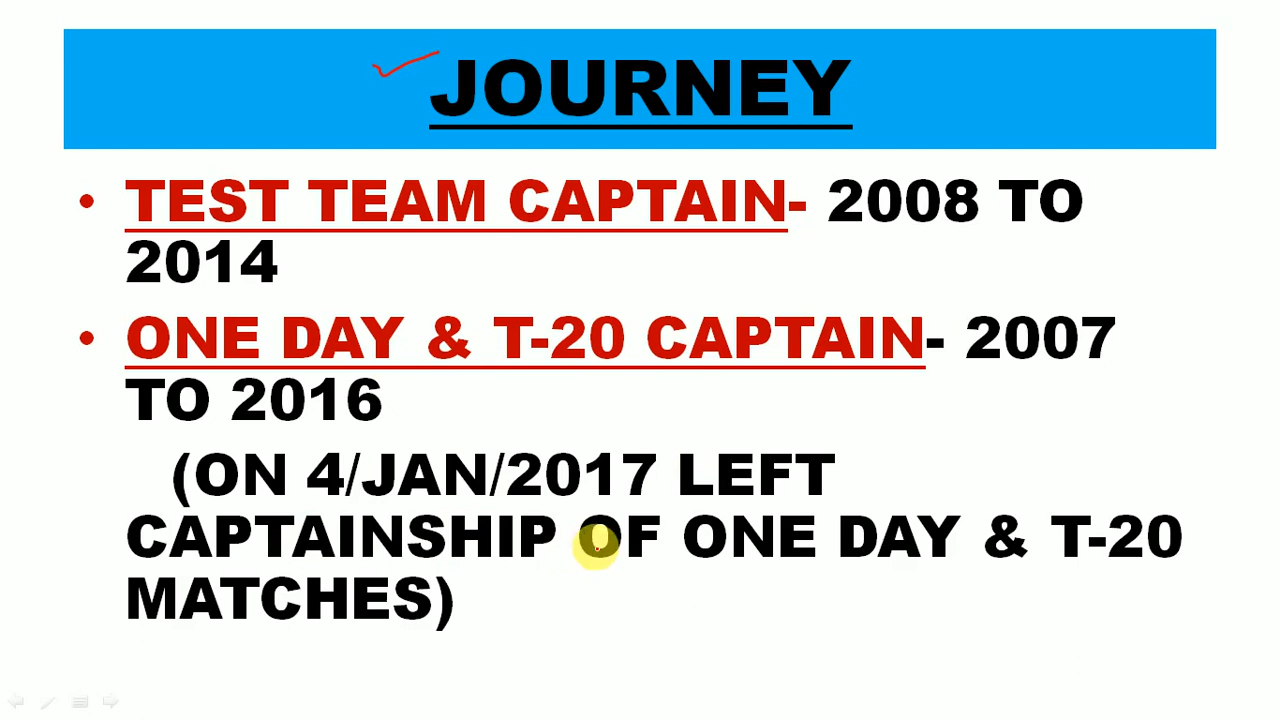 JOURNEY
• TEST TEAM CAPTAIN- 2008 TO
2014
• ONE DAY & T-20 CAPTAIN- 2007
TO 2016
(ON 4/JAN/2017 LEFT
CAPTAINSHIP OF ONE DAY & T-20
MATCHES)